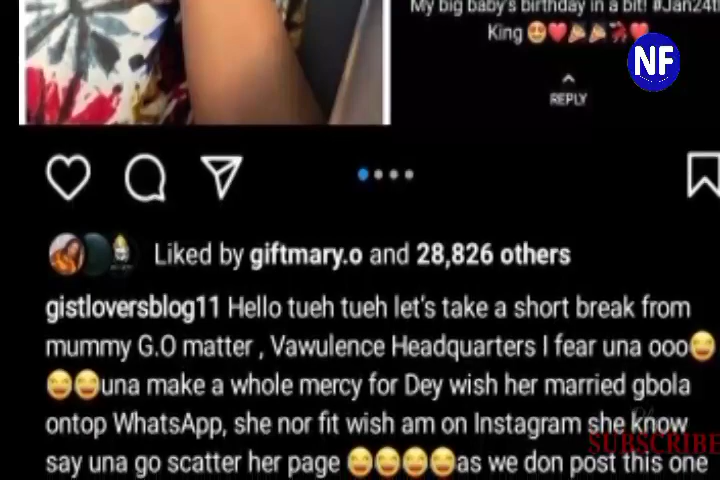 My big baby's birthday in a bit! #Jan24th
King 😍❤️🎉🎉💃❤️
NF
REPLY
Liked by giftmary.o and 28,826 others
gistloversblog11 Hello tueh tueh let's take a short break from
mummy G.O matter , Vawulence Headquarters I fear una ooo😂
😂😂una make a whole mercy for Dey wish her married gbola
ontop WhatsApp, she nor fit wish am on Instagram she know
SUBSCRIBE
say una go scatter her page 😂😂😂😂as we don post this one